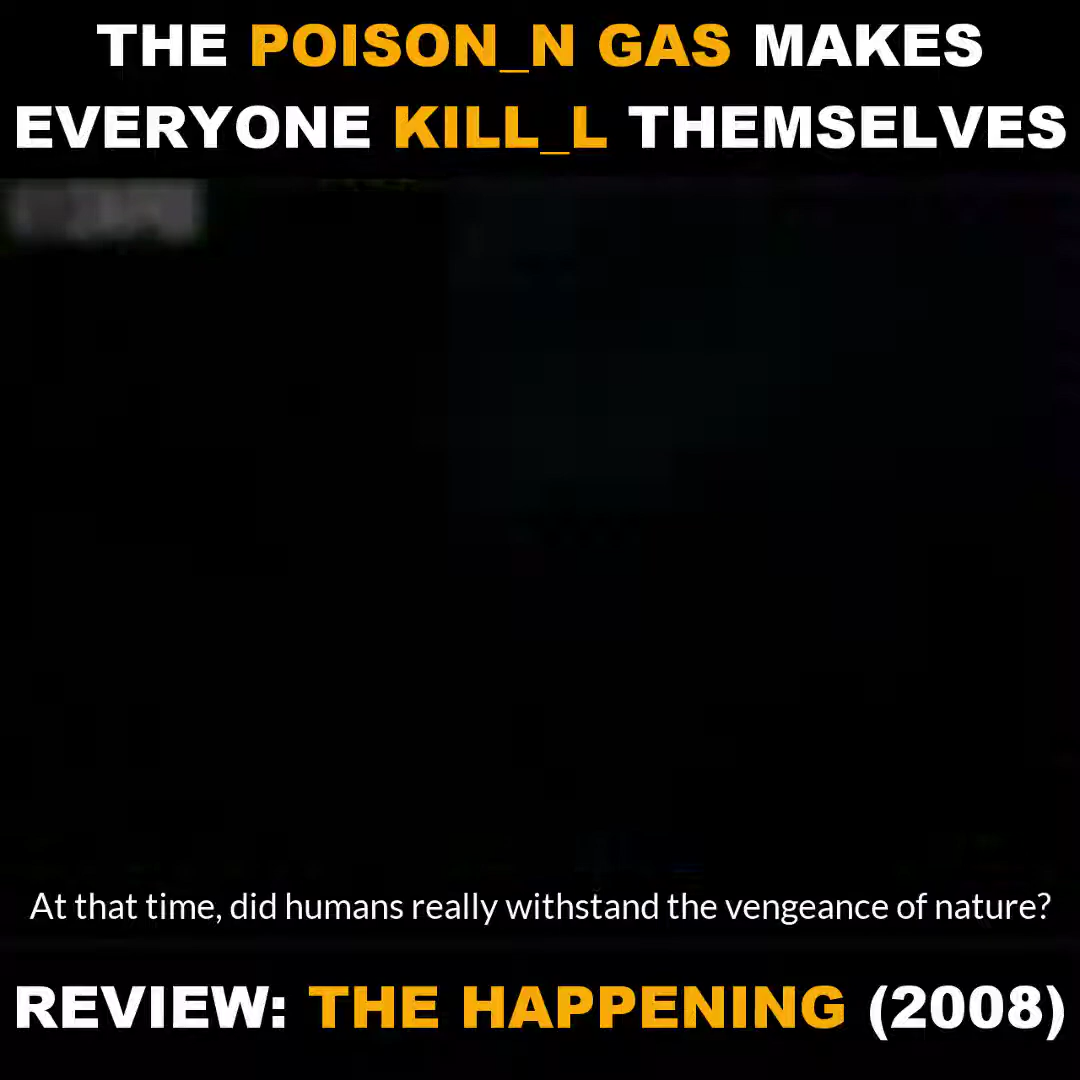 THE POISON_N GAS MAKES
EVERYONE KILL_L THEMSELVES
At that time, did humans really withstand the vengeance of nature?
REVIEW: THE HAPPENING (2008)